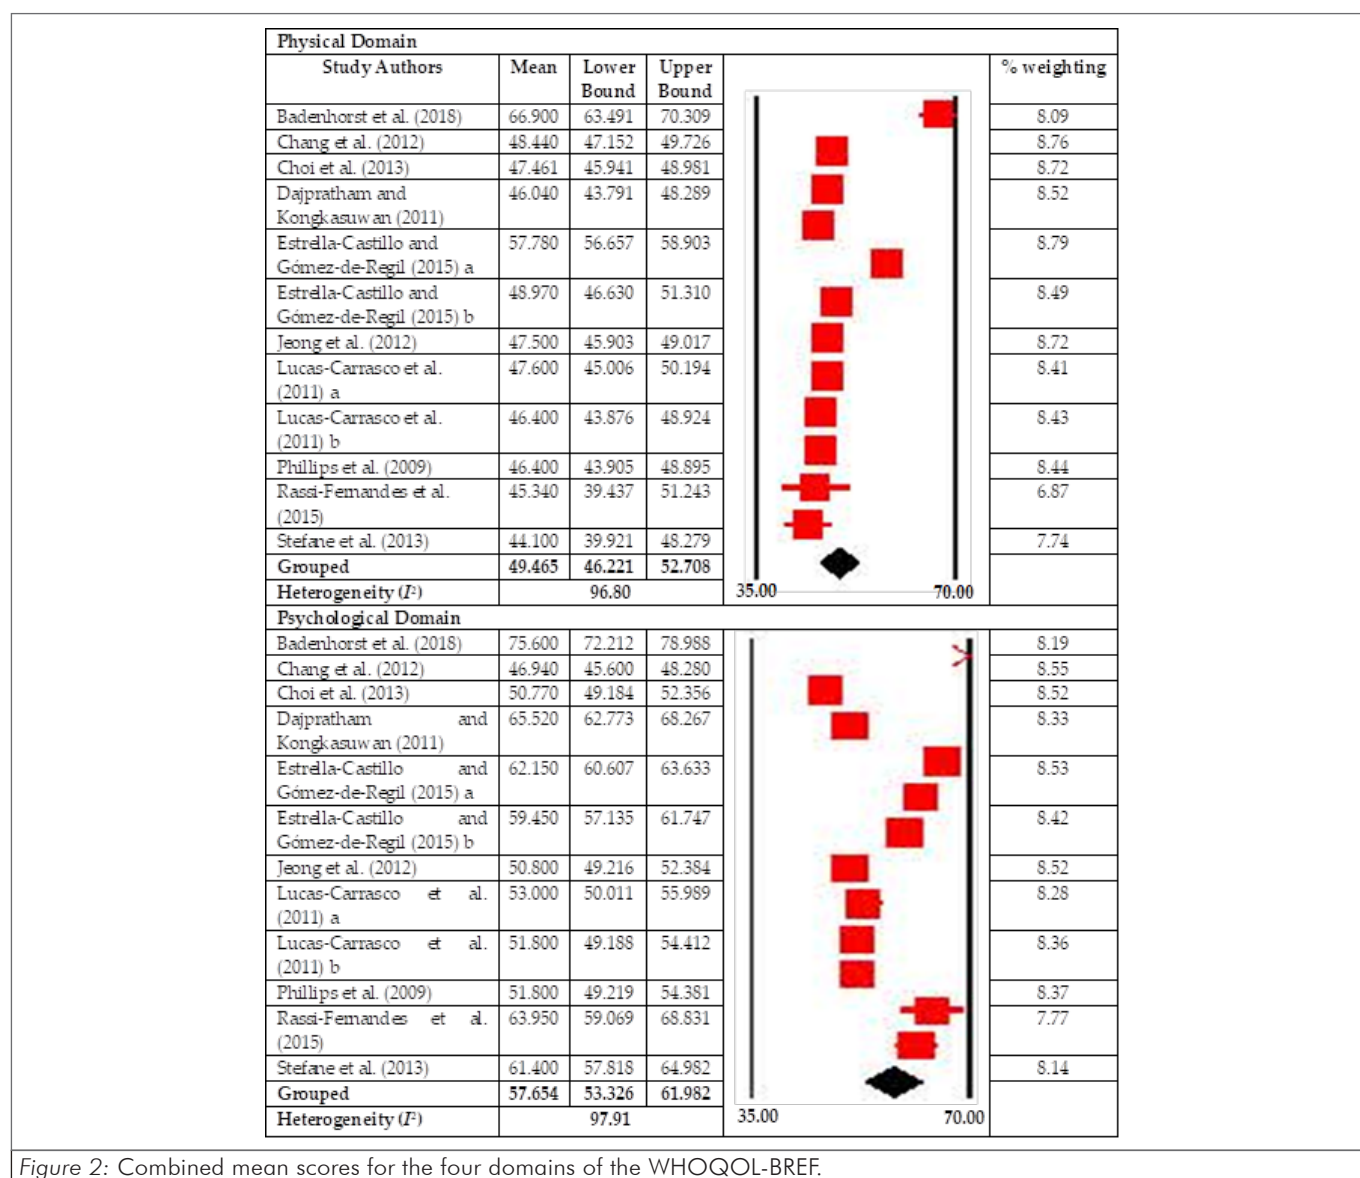 Physical Domain
Study Authors Mean Lower Upper % weighting
Bound Bound
Badenhorst et al. (2018) 66.900 63.491 70.309 8.09
Chang et al. (2012) 48.440 47.152 49.726 8.76
Choi et al. (2013) 47.461 45.941 48.981 8.72
Dajpratham and 46.040 43.791 48.289 8.52
Kongkasuwan (2011)
Estrella-Castillo and 57.780 56.657 58.903 8.79
Gómez-de-Regil (2015) a
Estrella-Castillo and 48.970 46.630 51.310 8.49
Gómez-de-Regil (2015) b
Jeong et al. (2012) 47.500 45.903 49.017 8.72
Lucas-Carrasco et al. 47.600 45.006 50.194 8.41
(2011) a
Lucas-Carrasco et al. 46.400 43.876 48.924 8.43
(2011) b
Phillips et al. (2009) 46.400 43.905 48.895 8.44
Rassi-Fernandes et al. 45.340 39.437 51.243 6.87
(2015)
Stefane et al. (2013) 44.100 39.921 48.279 7.74
Grouped 49.465 46.221 52.708
Heterogeneity (I²) 96.80 35.00 70.00
Psychological Domain
Badenhorst et al. (2018) 75.600 72.212 78.988 8.19
Chang et al. (2012) 46.940 45.600 48.280 8.55
Choi et al. (2013) 50.770 49.184 52.356 8.52
Dajpratham and 65.520 62.773 68.267 8.33
Kongkasuwan (2011)
Estrella-Castillo and 62.150 60.607 63.633 8.53
Gómez-de-Regil (2015) a
Estrella-Castillo and 59.450 57.135 61.747 8.42
Gómez-de-Regil (2015) b
Jeong et al. (2012) 50.800 49.216 52.384 8.52
Lucas-Carrasco et al. 53.000 50.011 55.989 8.28
(2011) a
Lucas-Carrasco et al. 51.800 49.188 54.412 8.36
(2011) b
Phillips et al. (2009) 51.800 49.219 54.381 8.37
Rassi-Fernandes et al. 63.950 59.069 68.831 7.77
(2015)
Stefane et al. (2013) 61.400 57.818 64.982 8.14
Grouped 57.654 53.326 61.982
Heterogeneity (I²) 97.91 35.00 70.00
Figure 2: Combined mean scores for the four domains of the WHOQOL-BREF.